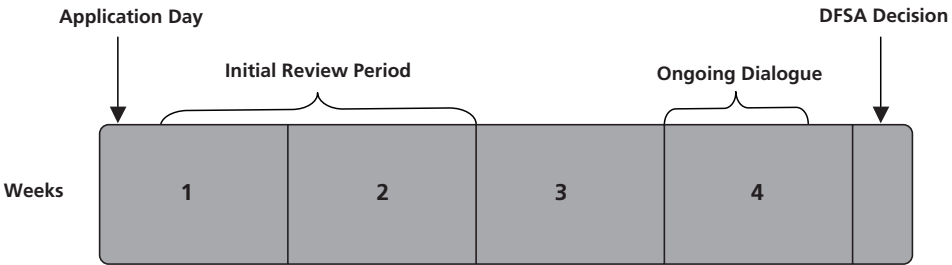 Application Day
DFSA Decision
Initial Review Period
Ongoing Dialogue
Weeks
1
2
3
4